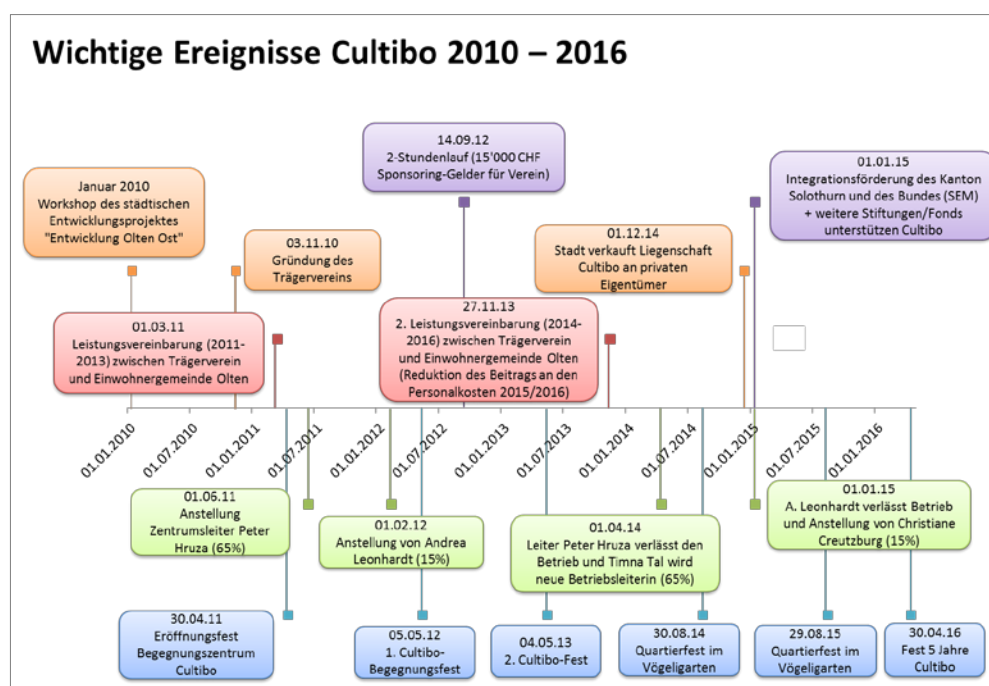 Wichtige Ereignisse Cultibo 2010 – 2016
14.09.12
2-Stundenlauf (15'000 CHF
Sponsoring-Gelder für Verein)
01.01.15
Integrationsförderung des Kanton
Solothurn und des Bundes (SEM)
+ weitere Stiftungen/Fonds
unterstützen Cultibo
Januar 2010
Workshop des städtischen
Entwicklungsprojektes
"Entwicklung Olten Ost"
03.11.10
Gründung des
Trägervereins
01.12.14
Stadt verkauft Liegenschaft
Cultibo an privaten
Eigentümer
01.03.11
Leistungsvereinbarung (2011-
2013) zwischen Trägerverein
und Einwohnergemeinde Olten
27.11.13
2. Leistungsvereinbarung (2014-
2016) zwischen Trägerverein
und Einwohnergemeinde Olten
(Reduktion des Beitrags an den
Personalkosten 2015/2016)
01.01.2010
01.07.2010
01.01.2011
01.07.2011
01.01.2012
01.07.2012
01.01.2013
01.07.2013
01.01.2014
01.07.2014
01.01.2015
01.07.2015
01.01.2016
01.06.11
Anstellung
Zentrumsleiter Peter
Hruza (65%)
01.02.12
Anstellung von Andrea
Leonhardt (15%)
01.04.14
Leiter Peter Hruza verlässt den
Betrieb und Timna Tal wird
neue Betriebsleiterin (65%)
01.01.15
A. Leonhardt verlässt Betrieb
und Anstellung von Christiane
Creutzburg (15%)
30.04.11
Eröffnungsfest
Begegnungszentrum
Cultibo
05.05.12
1. Cultibo-
Begegnungsfest
04.05.13
2. Cultibo-Fest
30.08.14
Quartierfest im
Vögeligarten
29.08.15
Quartierfest im
Vögeligarten
30.04.16
Fest 5 Jahre
Cultibo